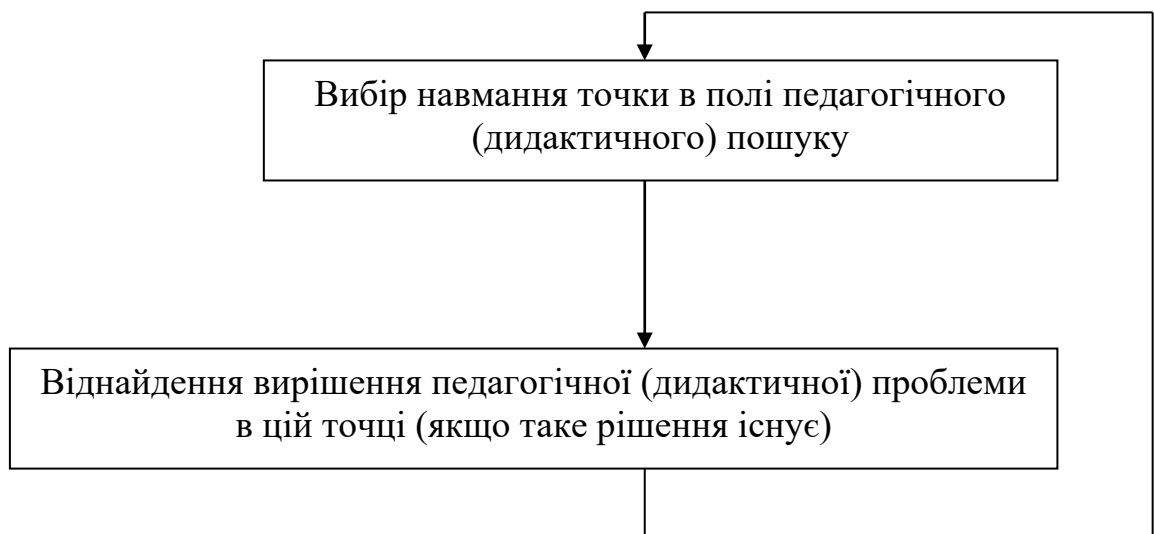 Вибір навмання точки в полі педагогічного
(дидактичного) пошуку
Віднайдення вирішення педагогічної (дидактичної) проблеми
в цій точці (якщо таке рішення існує)